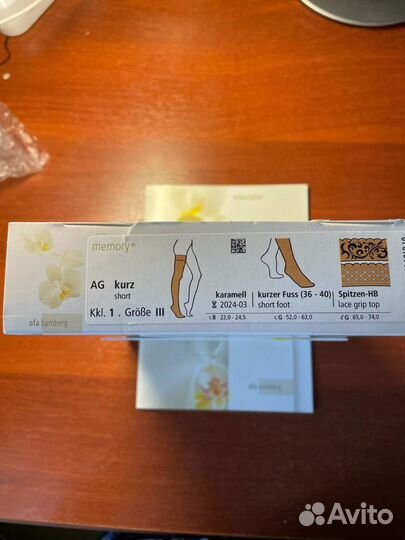 memory®
AG kurz
short
Kkl. 1 . Größe III
karamell
2024-03
cB 22,0 - 24,5
kurzer Fuss (36 - 40)
short foot
cG 52,0 - 63,0
Spitzen-HB
lace grip top
ℓG 65,0 - 74,0
ofa bamberg
ofa bamberg
Avito